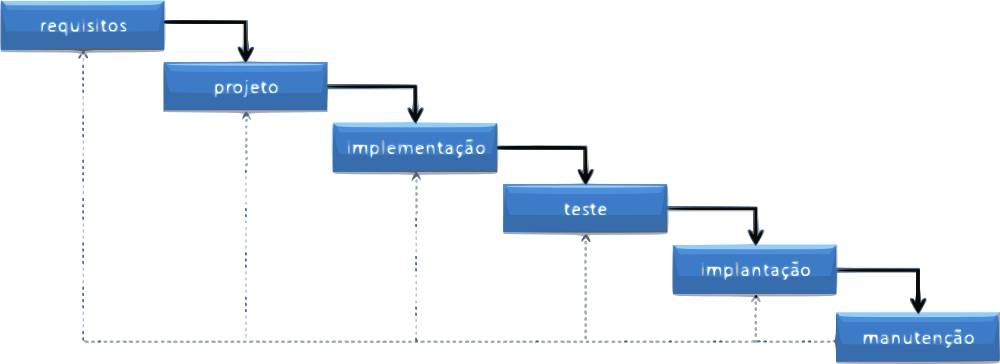 requisitos
projeto
implementação
teste
implantação
manutenção